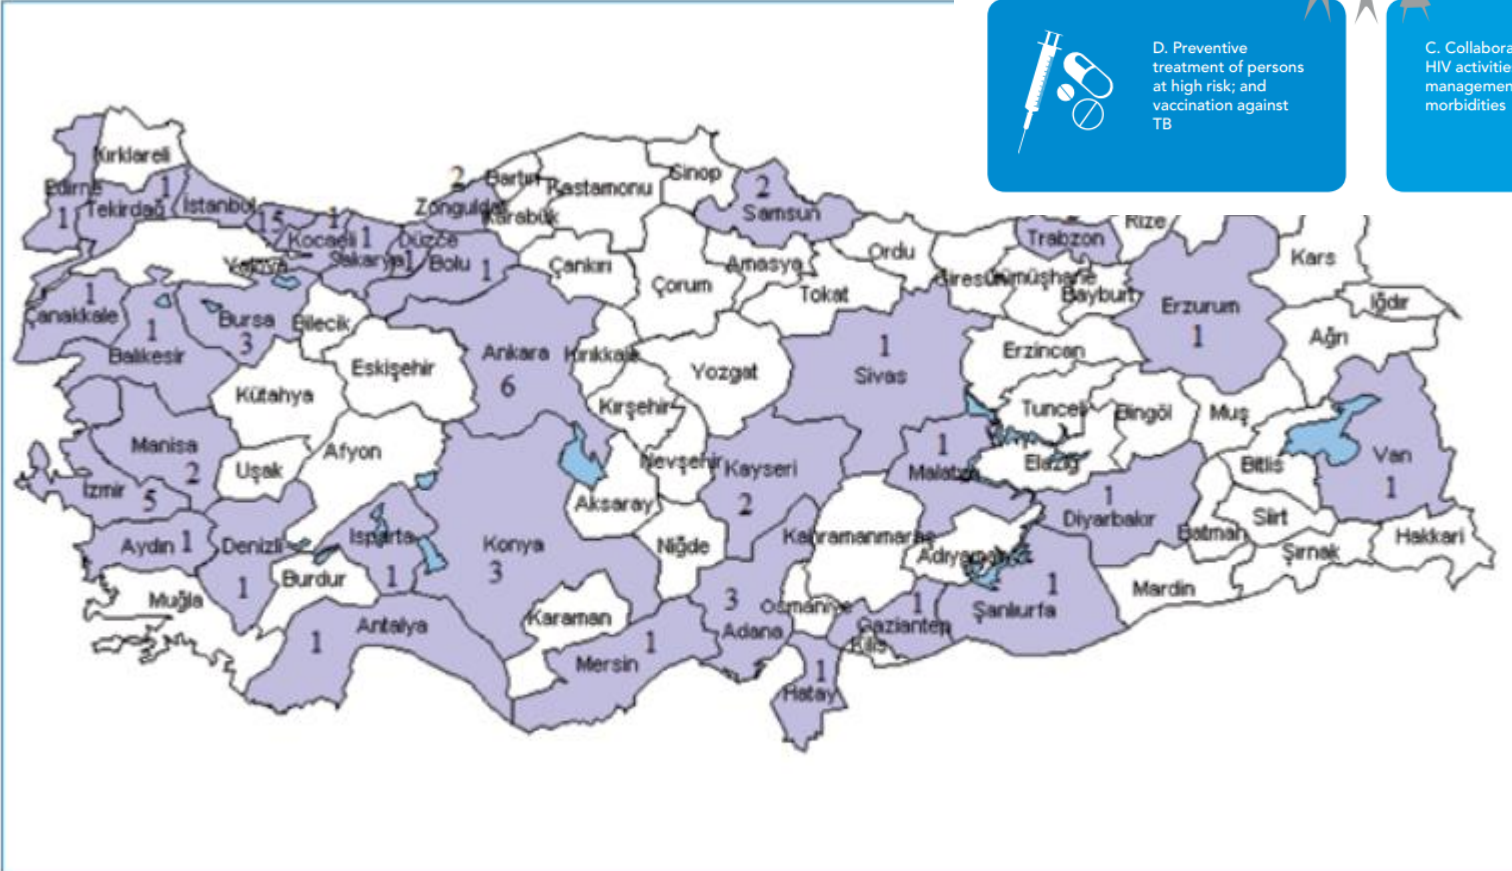 D. Preventive
treatment of persons
at high risk; and
vaccination against
TB
C. Collabora
HIV activitie
managemen
morbidities
Kırklareli
Edirne
1
Tekirdağ
1
İstanbul
15
Kocaeli
1
Sakarya
1
Yalova
Düzce
1
Bolu
1
2
Zonguldak
Bartın
Karabük
Kastamonu
Sinop
2
Samsun
Çankırı
Çorum
Amasya
Tokat
Ordu
Giresun
Gümüşhane
Trabzon
Rize
Bayburt
Erzurum
1
Kars
Iğdır
Ağrı
1
Çanakkale
1
Balıkesir
Bursa
3
Bilecik
Eskişehir
Kütahya
Ankara
6
Kırıkkale
Yozgat
Kırşehir
1
Sivas
Erzincan
Tunceli
Bingöl
Muş
Bitlis
Van
1
Manisa
2
İzmir
5
Uşak
Afyon
Nevşehir
Kayseri
2
Aksaray
1
Malatya
Elazığ
1
Diyarbakır
Batman
Siirt
Şırnak
Hakkari
Aydın 1
Denizli
1
Isparta
1
Burdur
Konya
3
Niğde
Kahramanmaraş
Adıyaman
Mardin
Muğla
1
Antalya
Karaman
1
Mersin
3
Adana
Osmaniye
1
Gaziantep
Kilis
1
Şanlıurfa
1
Hatay